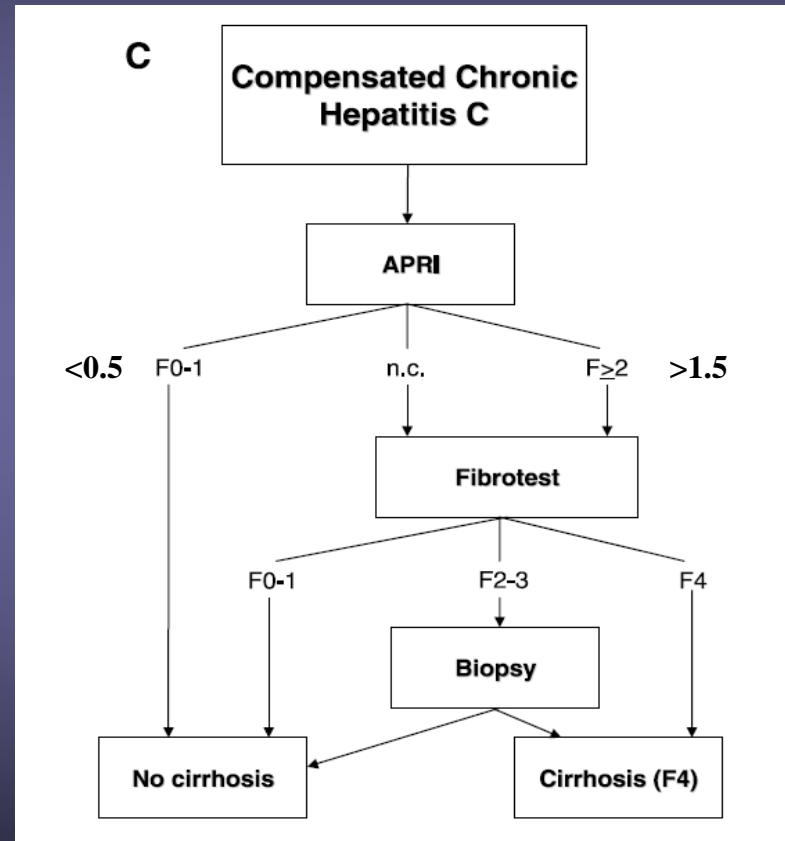 C
Compensated Chronic
Hepatitis C
APRI
<0.5 F0-1 n.c. F≥2 >1.5
Fibrotest
F0-1 F2-3 F4
Biopsy
No cirrhosis Cirrhosis (F4)